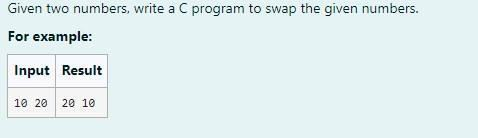 Given two numbers, write a C program to swap the given numbers.
For example:
Input Result
10 20 20 10